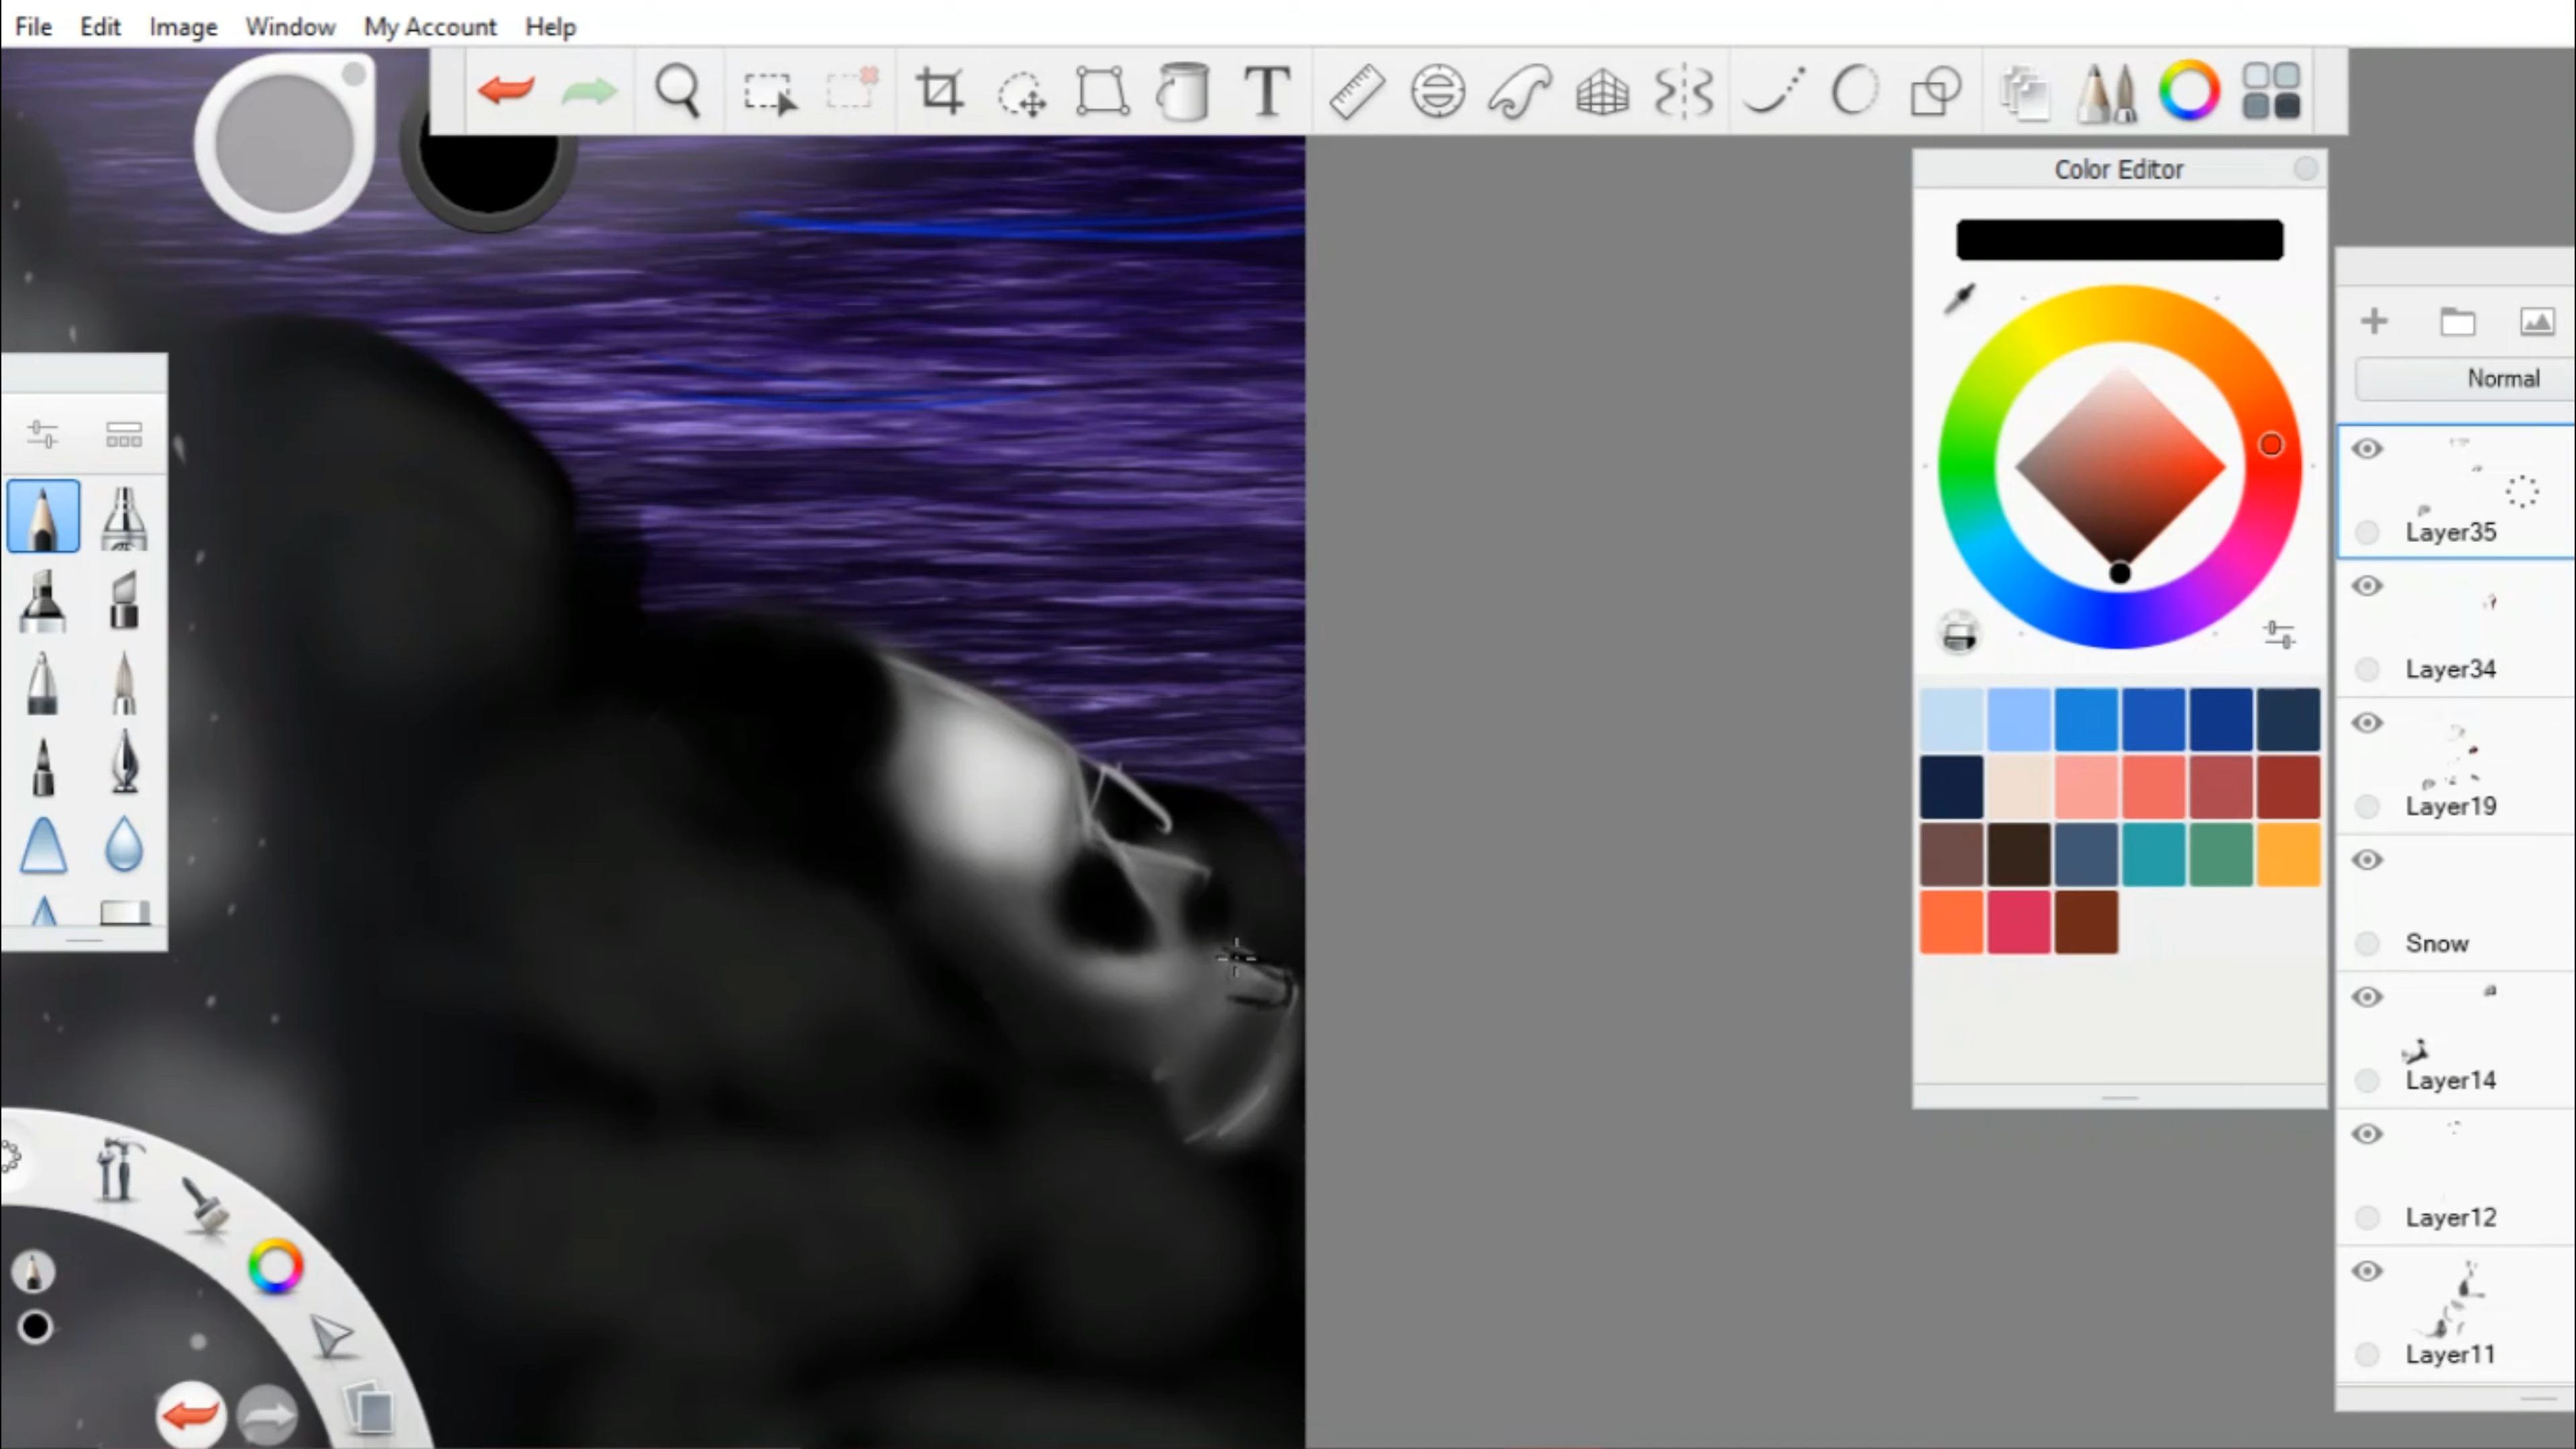 File Edit Image Window My Account Help
T
Color Editor
Normal
Layer35
Layer34
Layer19
Snow
Layer14
Layer12
Layer11